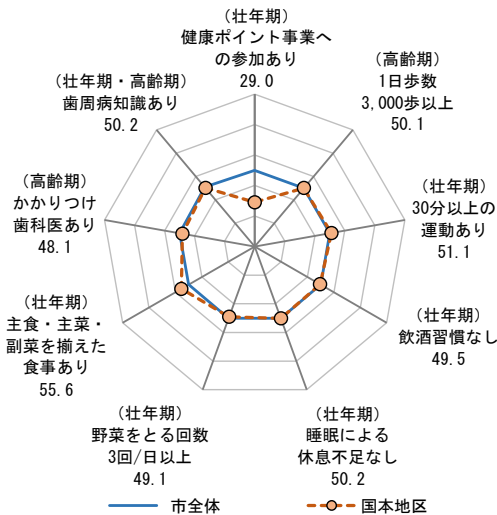 （壮年期）
健康ポイント事業へ
の参加あり
29.0
（高齢期）
1日歩数
3,000歩以上
50.1
（壮年期）
30分以上の
運動あり
51.1
（壮年期）
飲酒習慣なし
49.5
（壮年期）
睡眠による
休息不足なし
50.2
（壮年期）
野菜をとる回数
3回/日以上
49.1
（壮年期）
主食・主菜・
副菜を揃えた
食事あり
55.6
（高齢期）
かかりつけ
歯科医あり
48.1
（壮年期・高齢期）
歯周病知識あり
50.2
市全体
国本地区